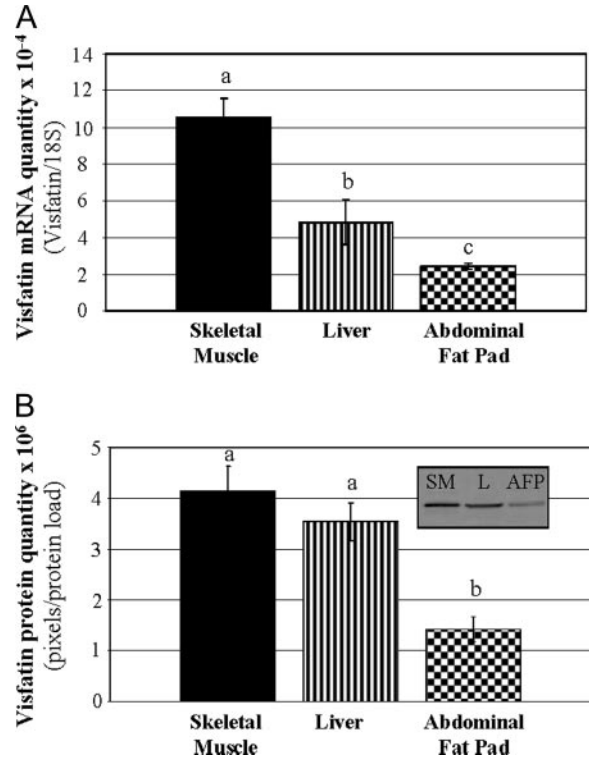 A
Visfatin mRNA quantity x 10⁻⁴
(Visfatin/18S)
14
12
10
8
6
4
2
0
a
b
c
Skeletal Muscle
Liver
Abdominal Fat Pad
B
Visfatin protein quantity x 10⁶
(pixels/protein load)
5
4
3
2
1
0
a
a
b
SM L AFP
Skeletal Muscle
Liver
Abdominal Fat Pad